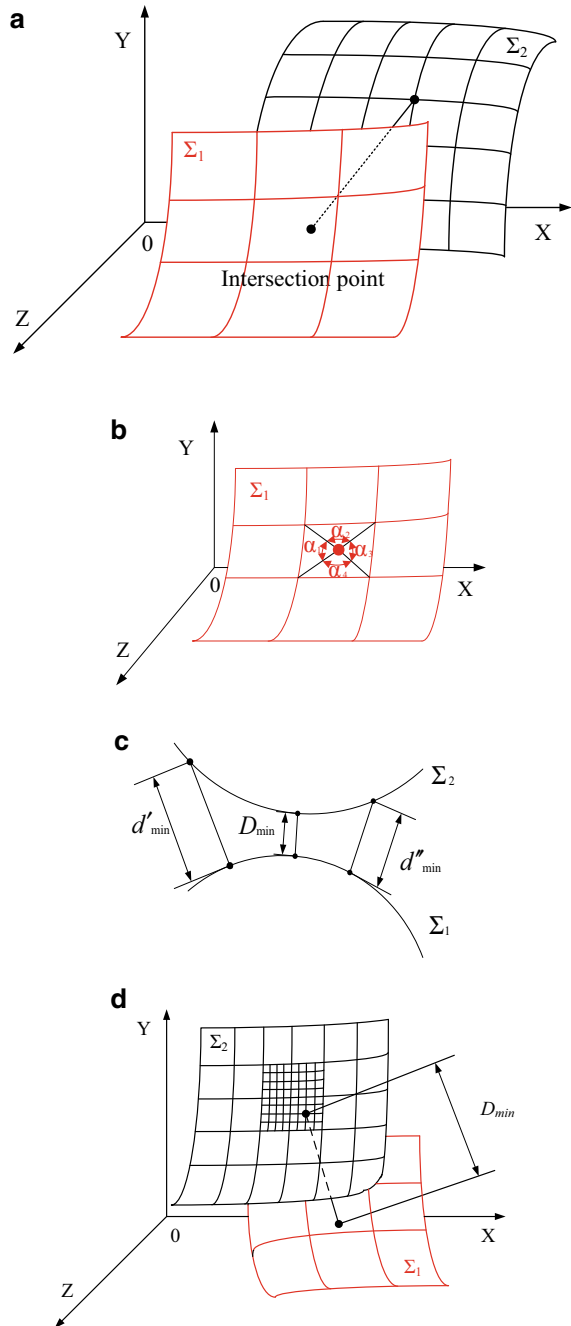 a
Y
Σ₂
Σ₁
X
0
Intersection point
Z
b
Y
Σ₁
α₂
α₁ α₃
α₄
0
X
Z
c
Σ₂
d′min
Dmin
d″min
Σ₁
d
Y
Σ₂
Dmin
0
X
Σ₁
Z